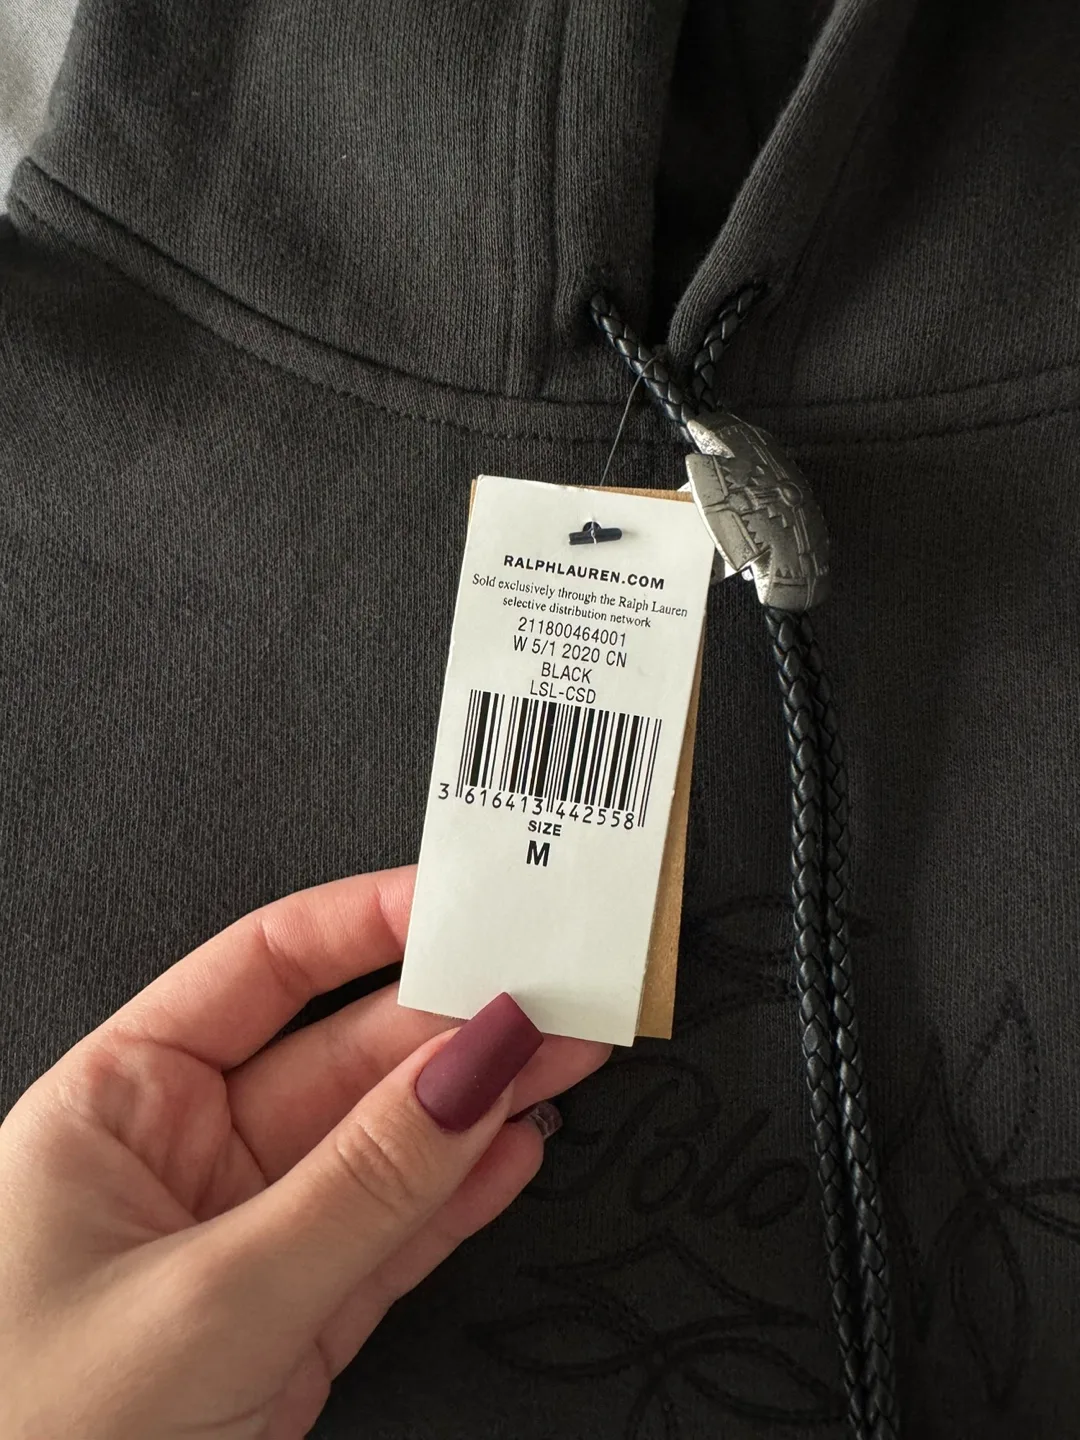 RALPHLAUREN.COM
Sold exclusively through the Ralph Lauren
selective distribution network
211800464001
W 5/1 2020 CN
BLACK
LSL-CSD
3 616413 442558
SIZE
M
Polo